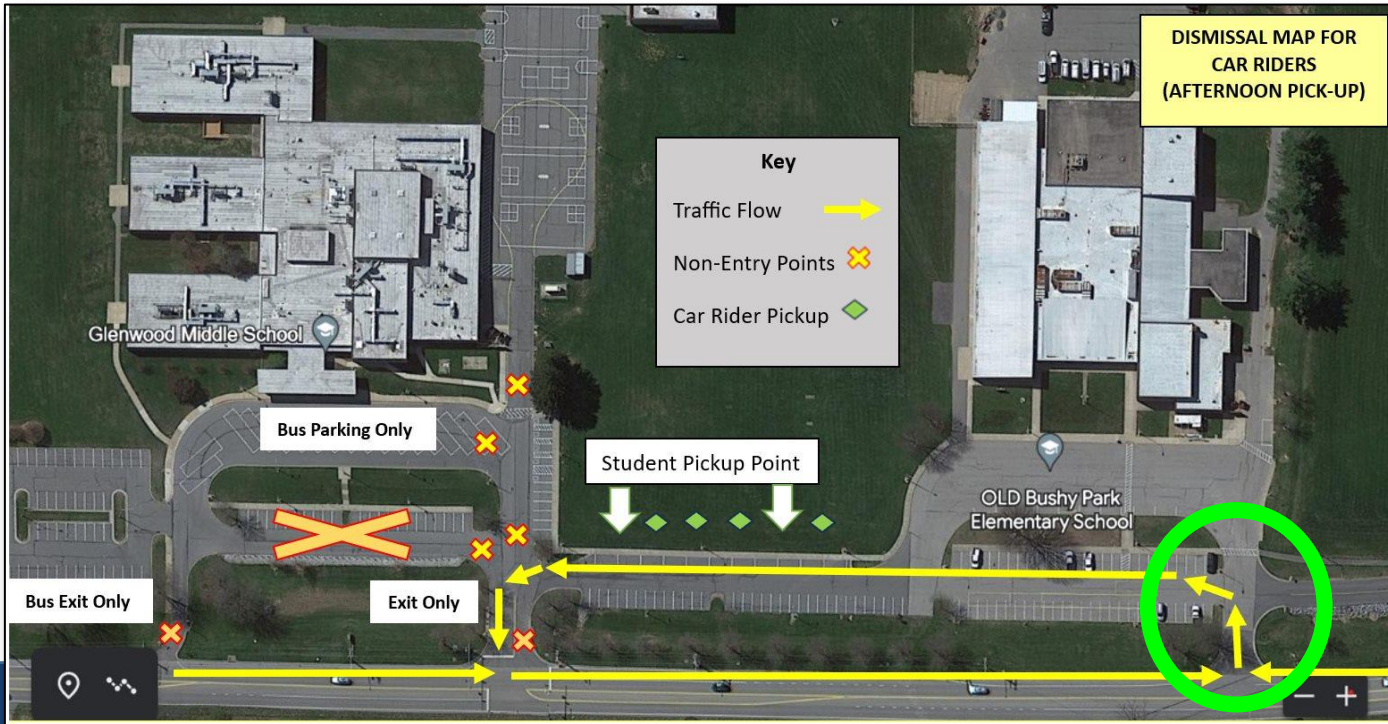 DISMISSAL MAP FOR
CAR RIDERS
(AFTERNOON PICK-UP)
Key
Traffic Flow
Non-Entry Points
Car Rider Pickup
Glenwood Middle School
Bus Parking Only
Student Pickup Point
OLD Bushy Park
Elementary School
Bus Exit Only
Exit Only